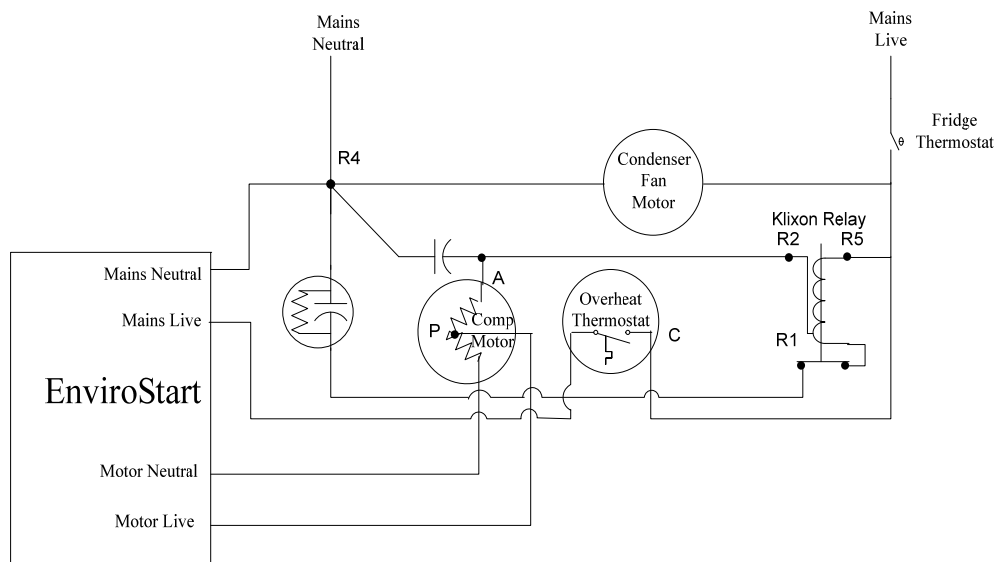 Mains
Neutral
Mains
Live
Fridge
Thermostat
θ
R4
Condenser
Fan
Motor
Klixon Relay
R2
R5
Mains Neutral
A
Overheat
Thermostat
Mains Live
P
Comp
Motor
C
R1
EnviroStart
Motor Neutral
Motor Live